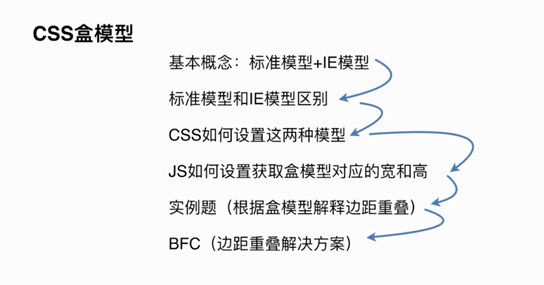 CSS盒模型
基本概念：标准模型+IE模型
标准模型和IE模型区别
CSS如何设置这两种模型
JS如何设置获取盒模型对应的宽和高
实例题（根据盒模型解释边距重叠）
BFC（边距重叠解决方案）